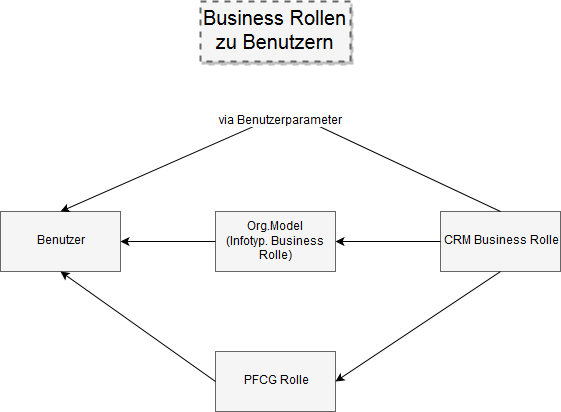 Business Rollen
zu Benutzern
via Benutzerparameter
Benutzer
Org.Model
(Infotyp. Business
Rolle)
CRM Business Rolle
PFCG Rolle